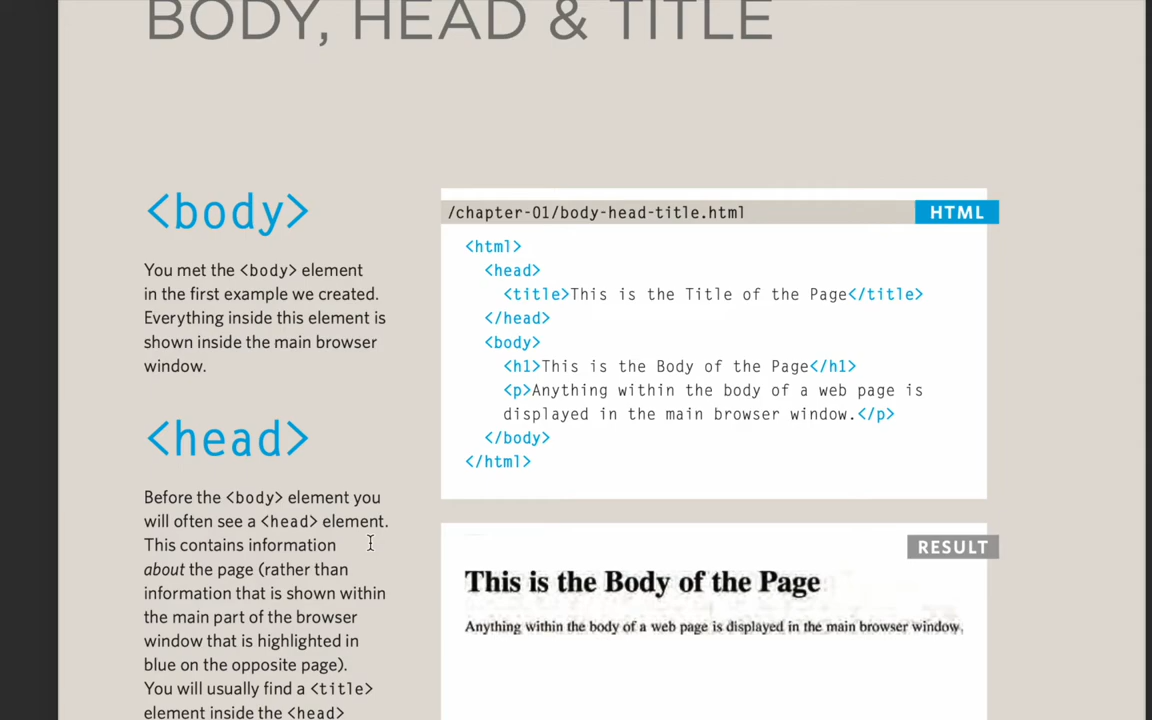 BODY, HEAD & TITLE
<body>
You met the <body> element
in the first example we created.
Everything inside this element is
shown inside the main browser
window.
<head>
Before the <body> element you
will often see a <head> element.
This contains information
about the page (rather than
information that is shown within
the main part of the browser
window that is highlighted in
blue on the opposite page).
You will usually find a <title>
element inside the <head>
/chapter-01/body-head-title.html
HTML
<html>
<head>
<title>This is the Title of the Page</title>
</head>
<body>
<h1>This is the Body of the Page</h1>
<p>Anything within the body of a web page is
displayed in the main browser window.</p>
</body>
</html>
RESULT
This is the Body of the Page
Anything within the body of a web page is displayed in the main browser window.